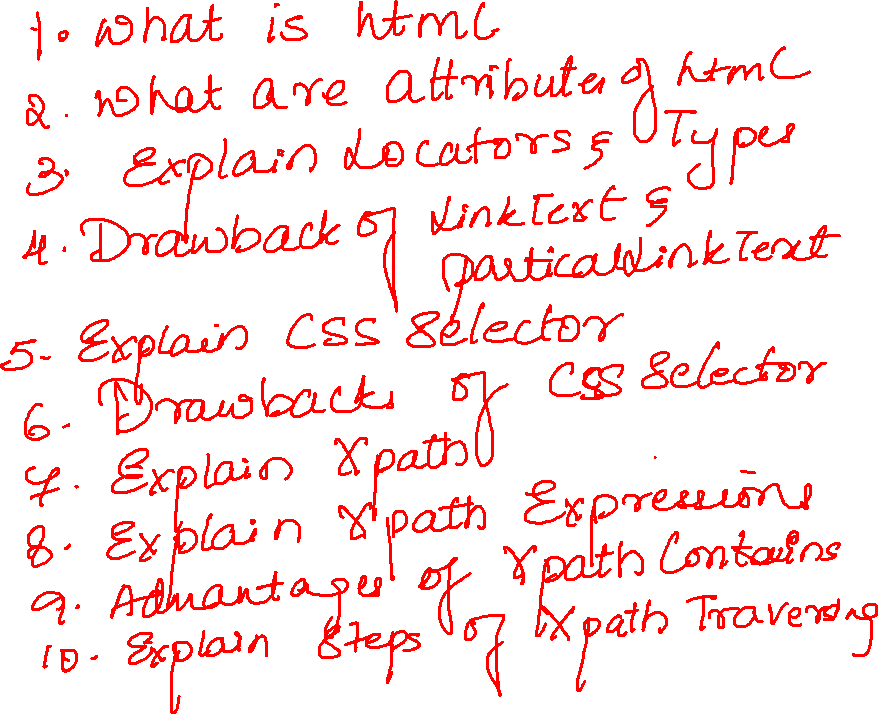 1. What is html
2. What are attributes of html
3. Explain Locators & Types
4. Drawback of LinkText &
particalLinkText
5- Explain CSS Selector
6- Drawbacks of CSS Selector
7. Explain Xpath
8. Explain Xpath Expressions
9. Advantages of Xpath Contains
10- Explain Steps of Xpath Traversing